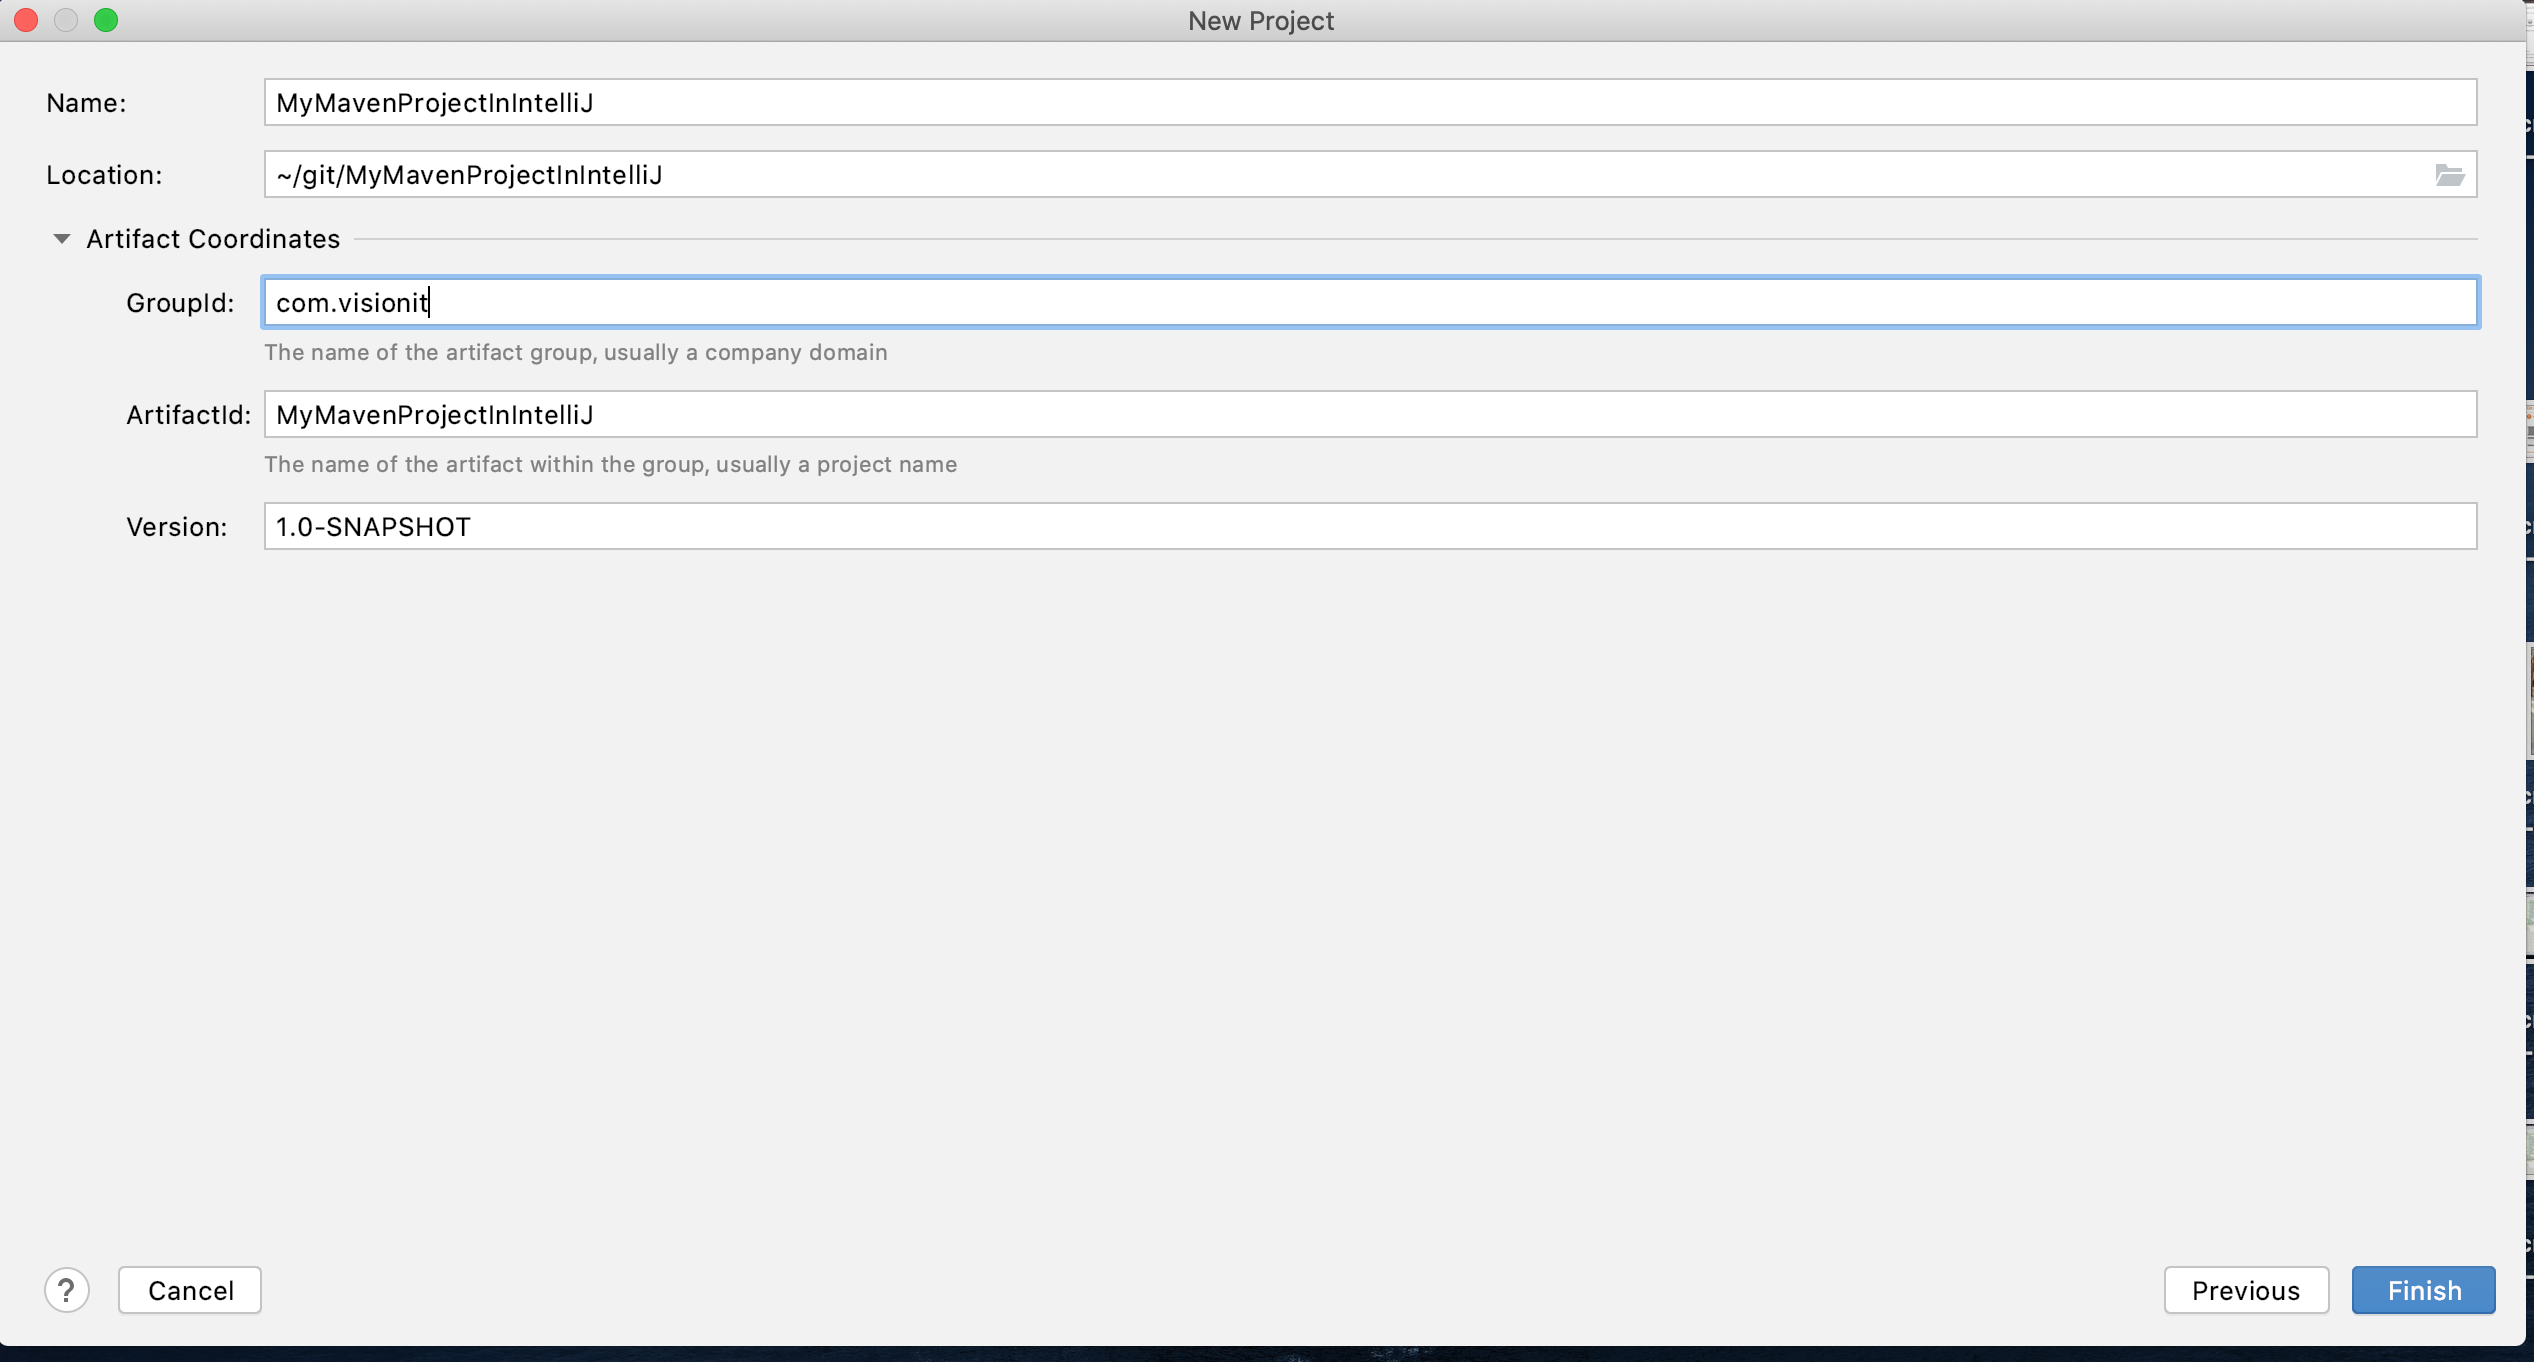 New Project
Name: MyMavenProjectInIntelliJ
Location: ~/git/MyMavenProjectInIntelliJ
Artifact Coordinates
GroupId: com.visionit
The name of the artifact group, usually a company domain
ArtifactId: MyMavenProjectInIntelliJ
The name of the artifact within the group, usually a project name
Version: 1.0-SNAPSHOT
? Cancel Previous Finish